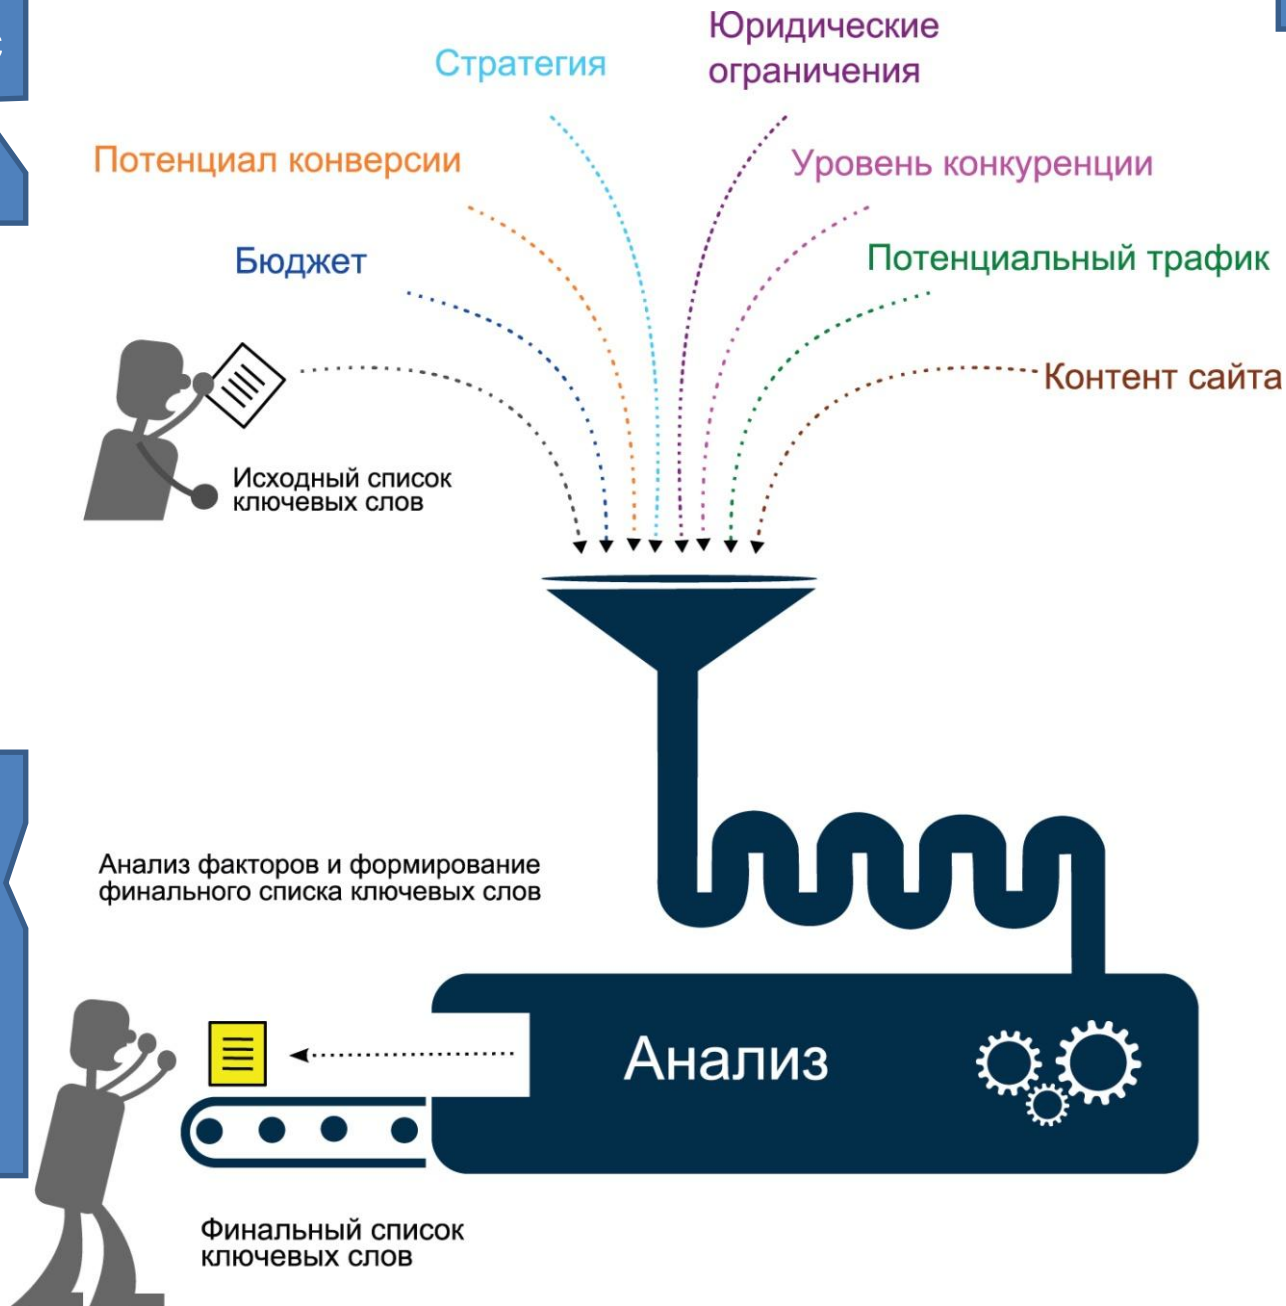 Юридические
ограничения
Стратегия
Потенциал конверсии
Уровень конкуренции
Бюджет
Потенциальный трафик
Контент сайта
Исходный список
ключевых слов
Анализ факторов и формирование
финального списка ключевых слов
Анализ
Финальный список
ключевых слов